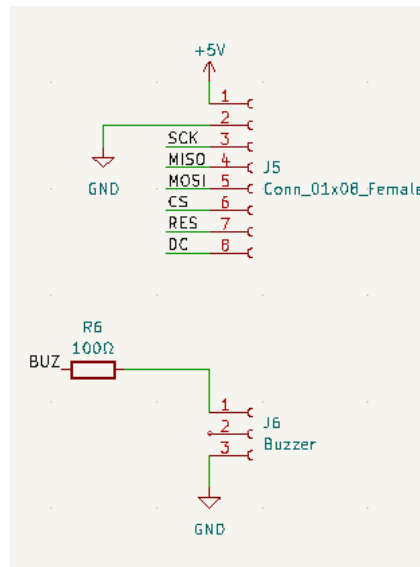 +5V
1
2
SCK 3
MISO 4
MOSI 5
CS 6
RES 7
DC 8
J5
Conn_01x08_Female
GND
R6
100Ω
BUZ
1
2
3
J6
Buzzer
GND